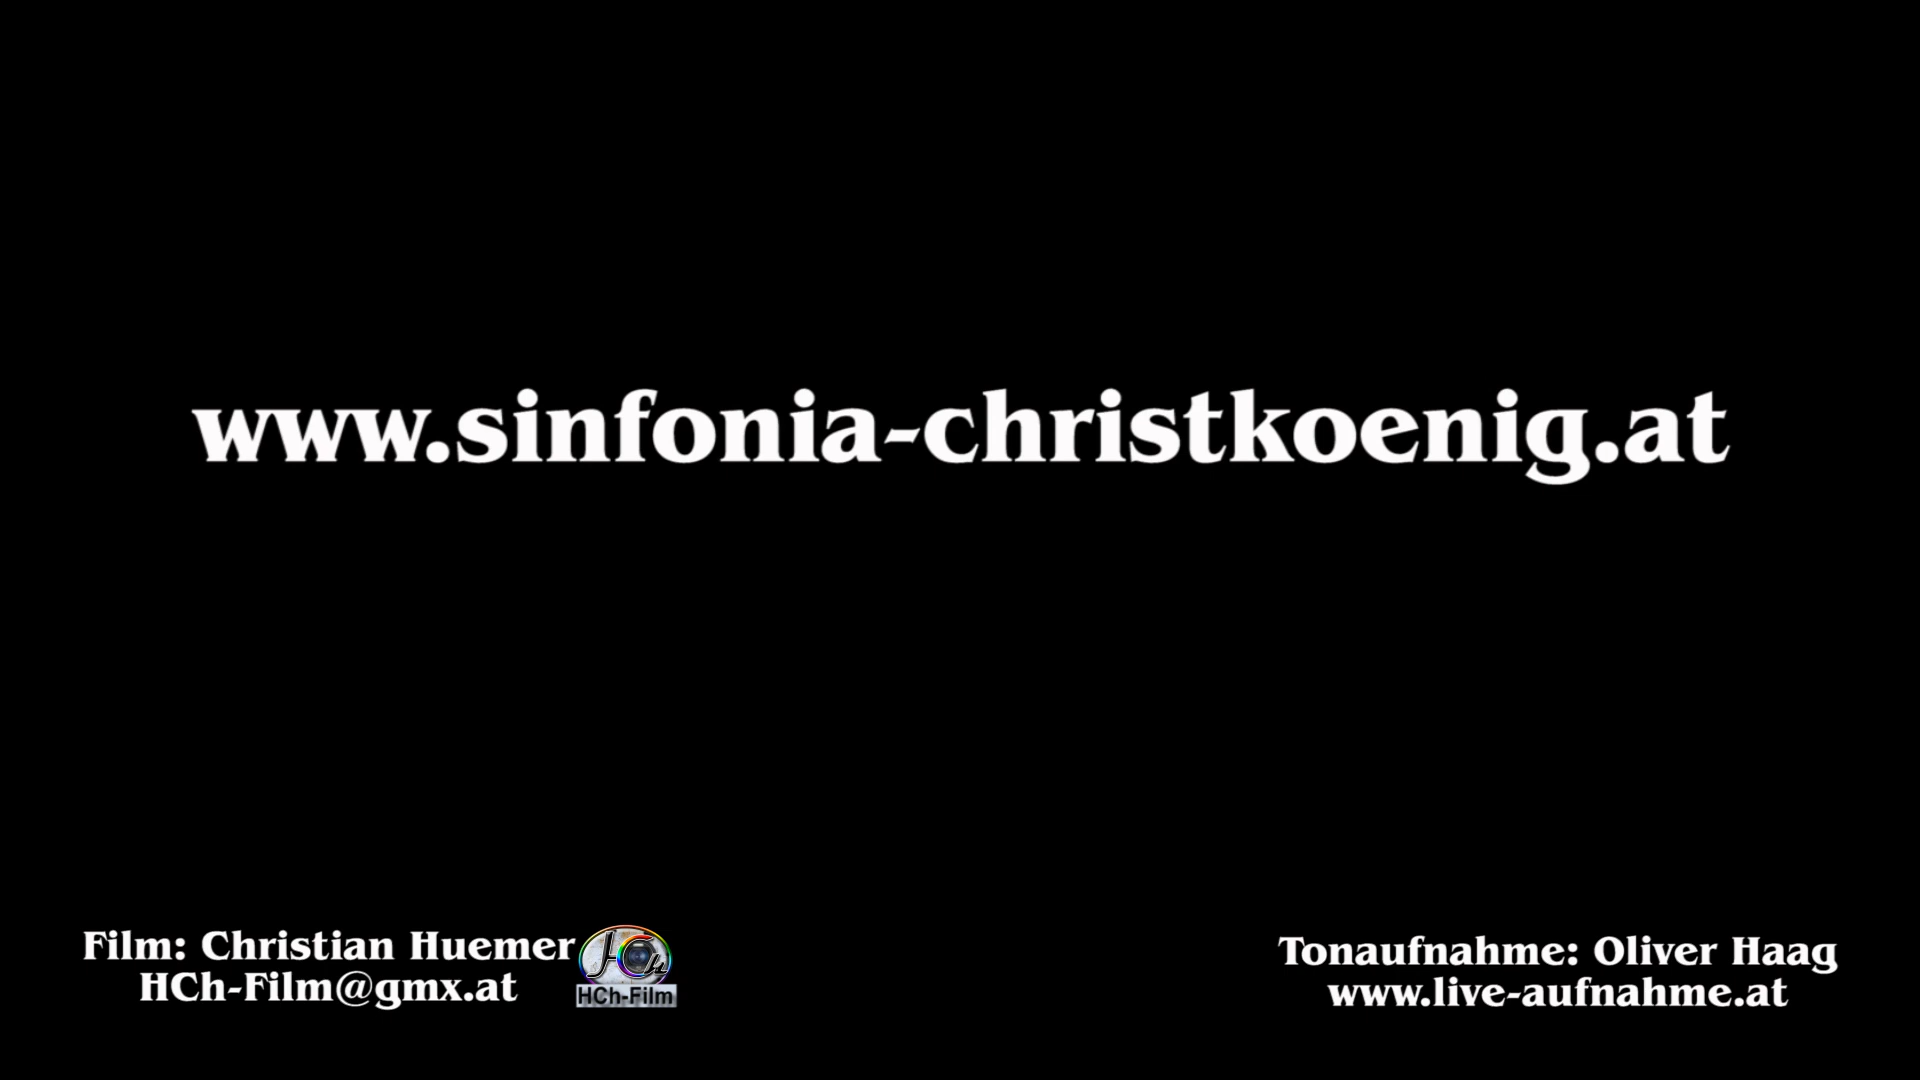 www.sinfonia-christkoenig.at
Film: Christian Huemer
HCh-Film@gmx.at
HCh
HCh-Film
Tonaufnahme: Oliver Haag
www.live-aufnahme.at